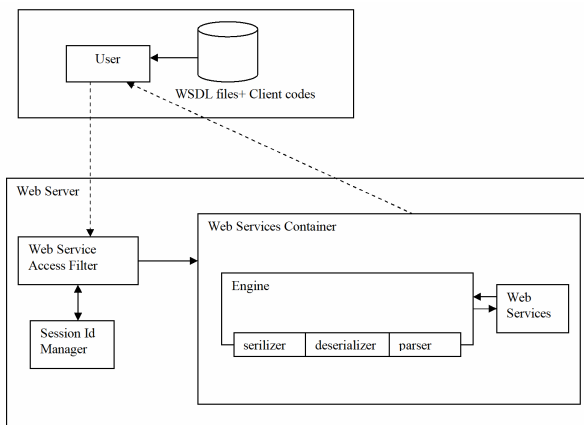 User
WSDL files+ Client codes
Web Server
Web Service
Access Filter
Web Services Container
Engine
Web
Services
Session Id
Manager
serilizer
deserializer
parser